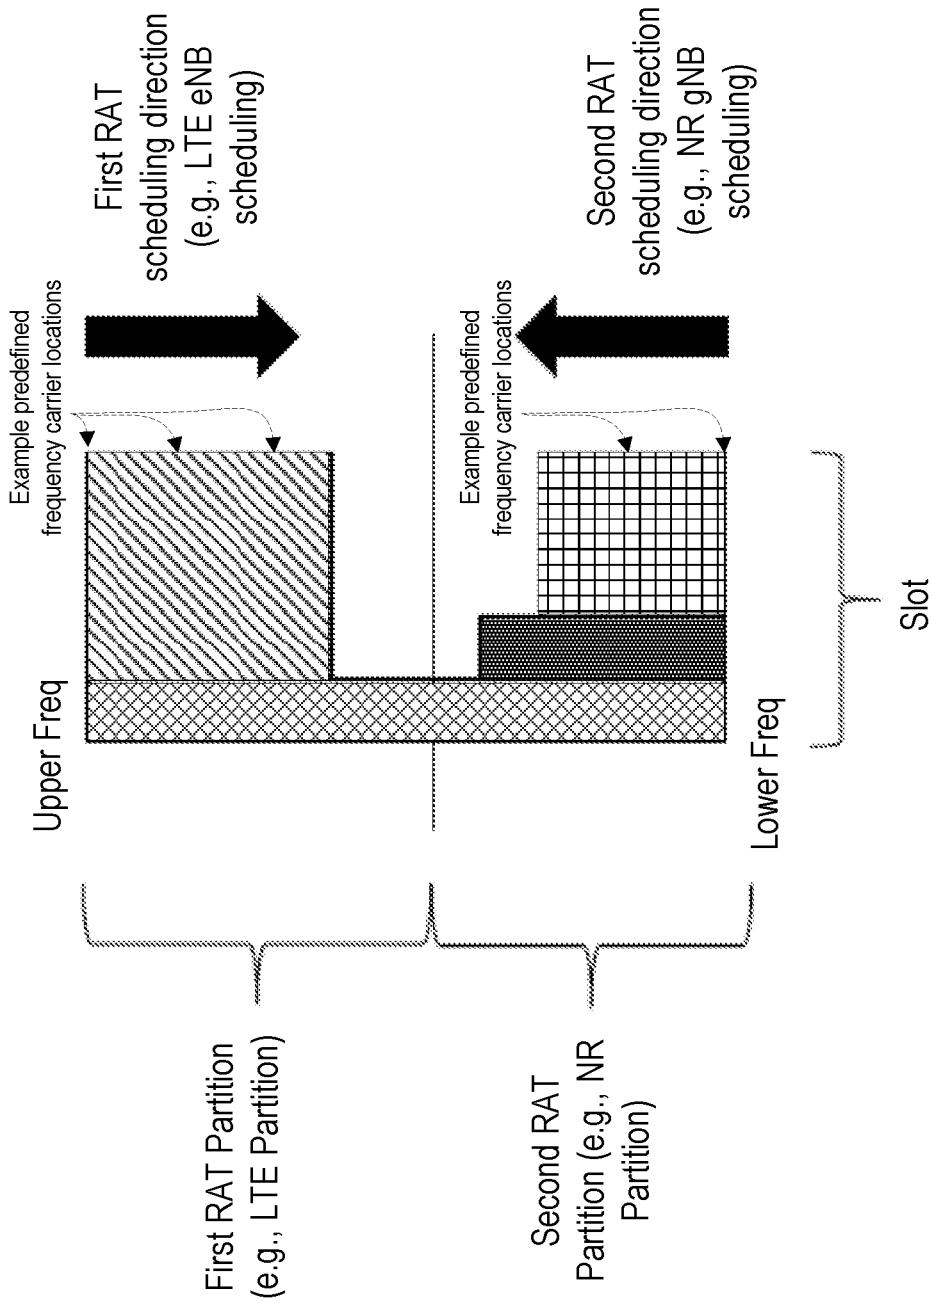 First RAT Partition
(e.g., LTE Partition)
Second RAT
Partition (e.g., NR
Partition)
Upper Freq
Lower Freq
Slot
Example predefined
frequency carrier locations
Example predefined
frequency carrier locations
First RAT
scheduling direction
(e.g., LTE eNB
scheduling)
Second RAT
scheduling direction
(e.g., NR gNB
scheduling)